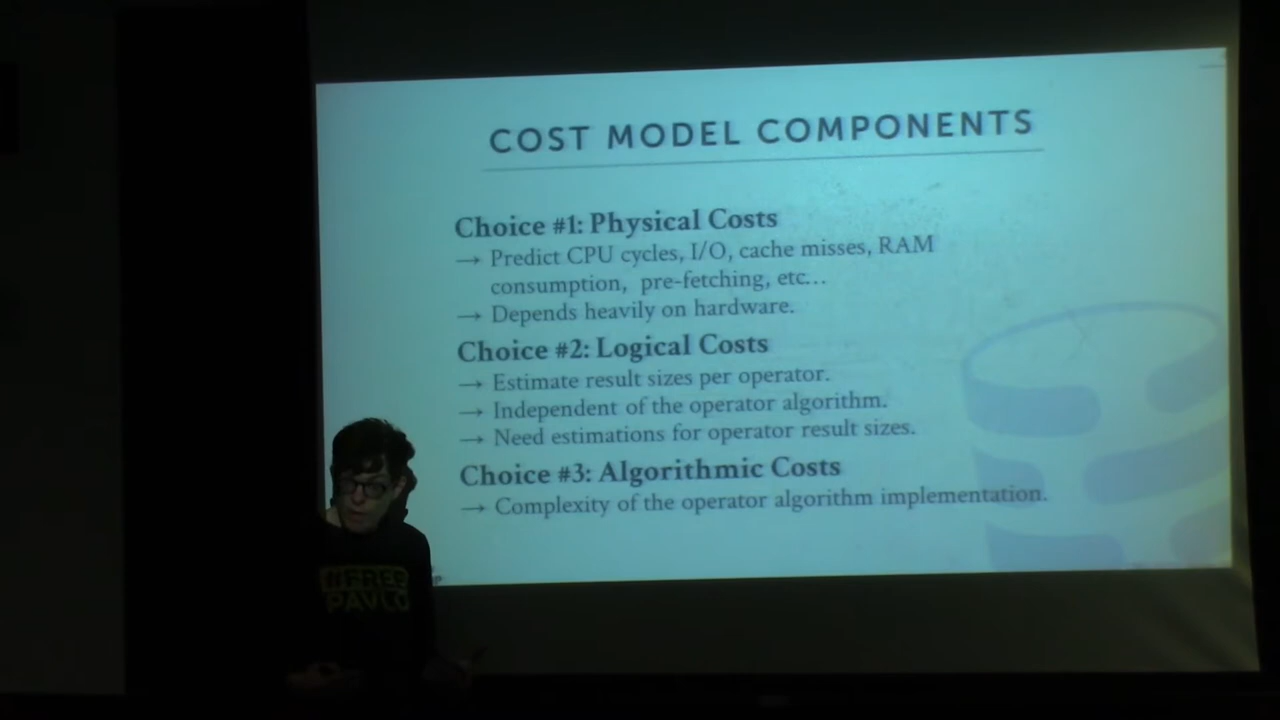 COST MODEL COMPONENTS
Choice #1: Physical Costs
→ Predict CPU cycles, I/O, cache misses, RAM
consumption, pre-fetching, etc...
→ Depends heavily on hardware.
Choice #2: Logical Costs
→ Estimate result sizes per operator.
→ Independent of the operator algorithm.
→ Need estimations for operator result sizes.
Choice #3: Algorithmic Costs
→ Complexity of the operator algorithm implementation.
#FREE
PAVLO